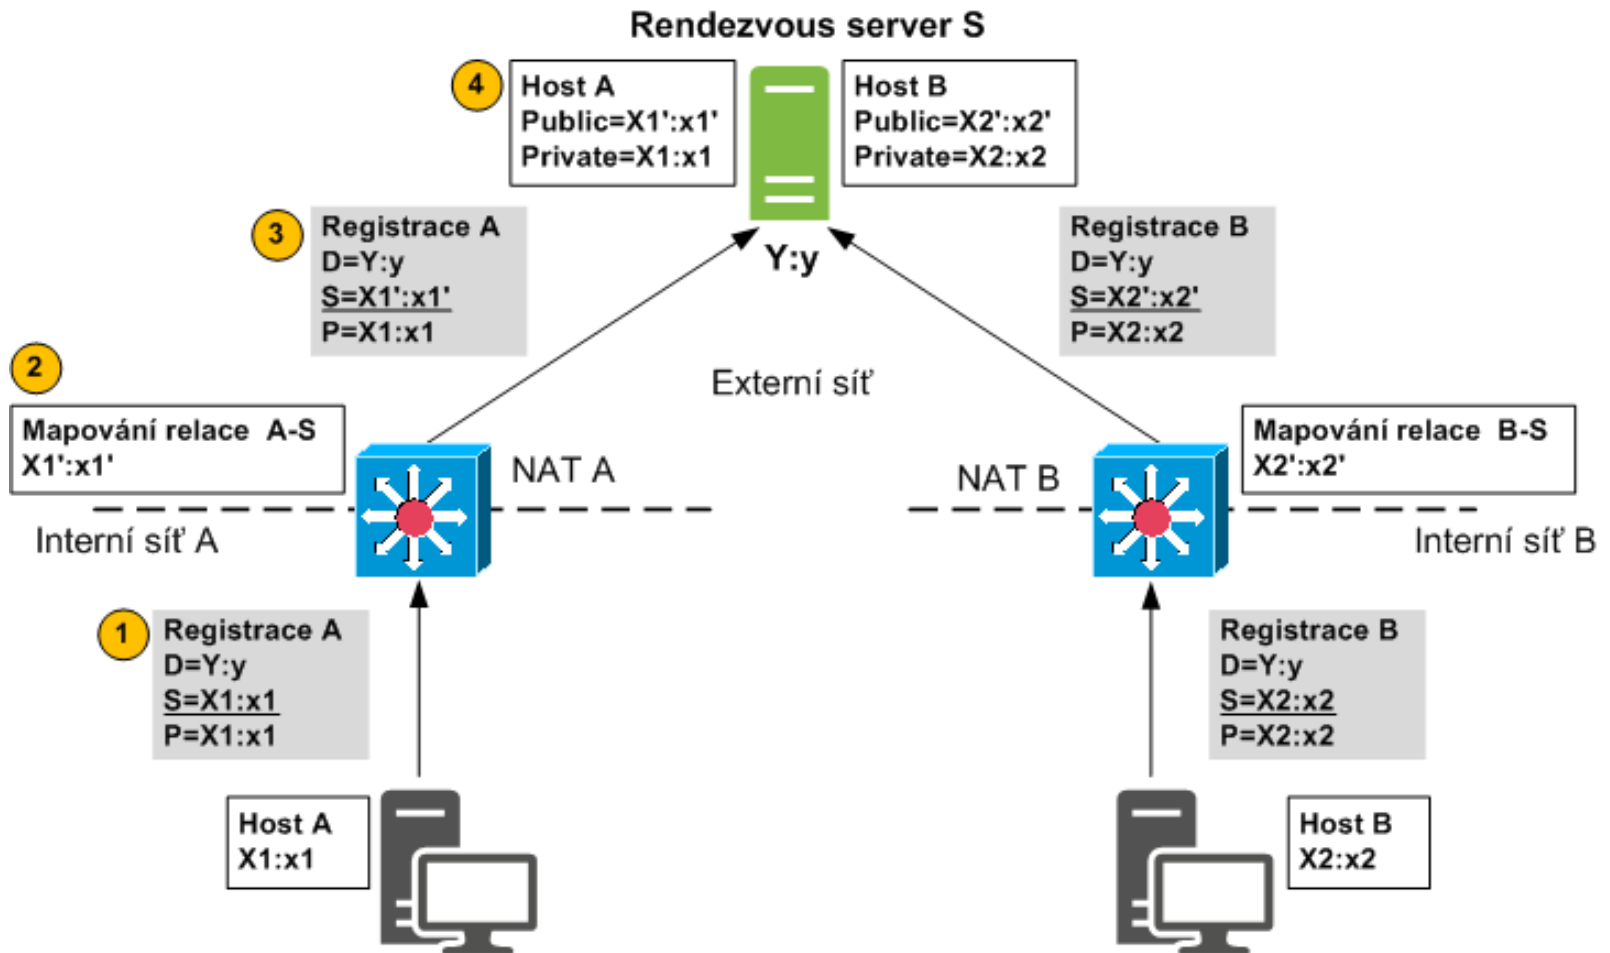 Rendezvous server S
4
Host A
Public=X1':x1'
Private=X1:x1
Host B
Public=X2':x2'
Private=X2:x2
3
Registrace A
D=Y:y
S=X1':x1'
P=X1:x1
Y:y
Registrace B
D=Y:y
S=X2':x2'
P=X2:x2
2
Externí síť
Mapování relace A-S
X1':x1'
NAT A
NAT B
Mapování relace B-S
X2':x2'
Interní síť A
Interní síť B
1
Registrace A
D=Y:y
S=X1:x1
P=X1:x1
Registrace B
D=Y:y
S=X2:x2
P=X2:x2
Host A
X1:x1
Host B
X2:x2